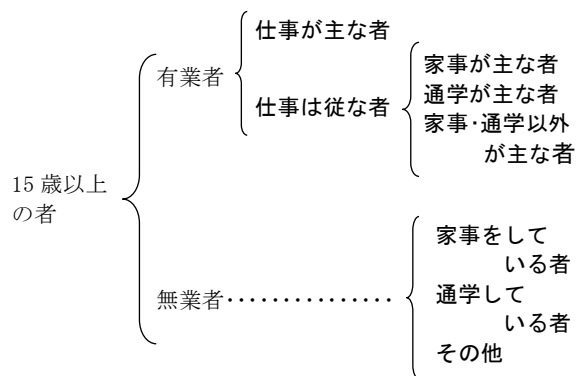 仕事が主な者
有業者
仕事は従な者
家事が主な者
通学が主な者
家事・通学以外
が主な者
15 歳以上
の者
無業者・・・・・・・・・・・・・・
家事をして
いる者
通学して
いる者
その他